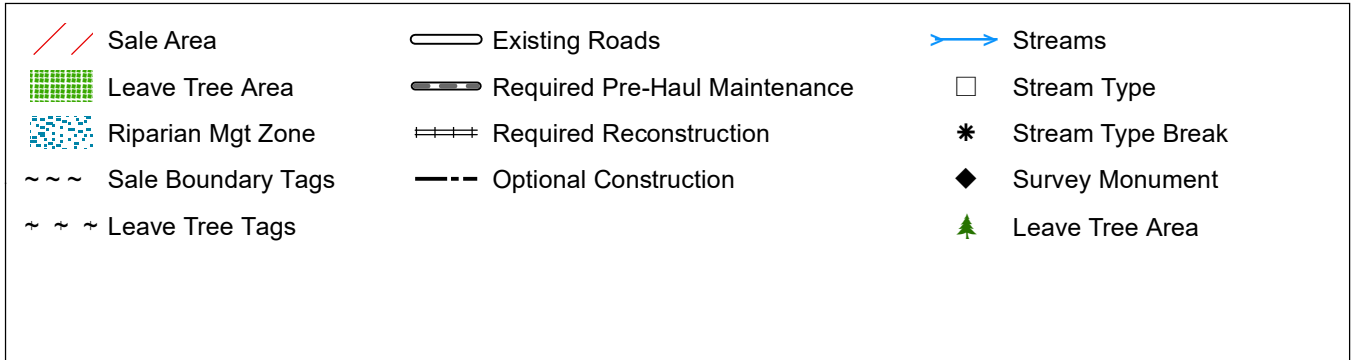 Sale Area
Leave Tree Area
Riparian Mgt Zone
Sale Boundary Tags
Leave Tree Tags
Existing Roads
Required Pre-Haul Maintenance
Required Reconstruction
Optional Construction
Streams
Stream Type
Stream Type Break
Survey Monument
Leave Tree Area